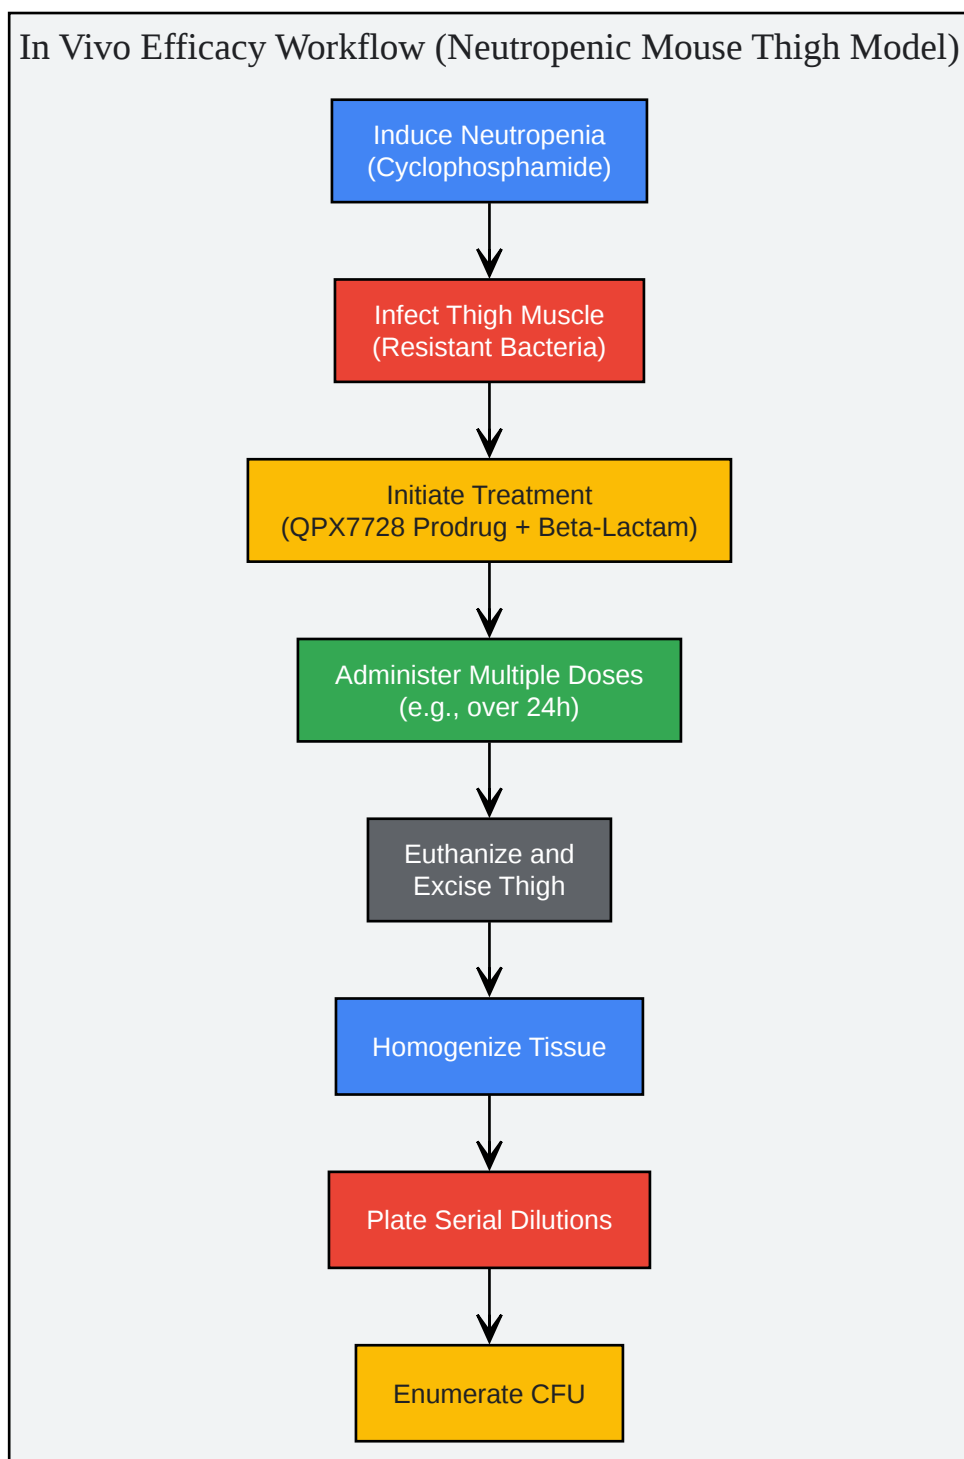 In Vivo Efficacy Workflow (Neutropenic Mouse Thigh Model)
Induce Neutropenia
(Cyclophosphamide)
Infect Thigh Muscle
(Resistant Bacteria)
Initiate Treatment
(QPX7728 Prodrug + Beta-Lactam)
Administer Multiple Doses
(e.g., over 24h)
Euthanize and
Excise Thigh
Homogenize Tissue
Plate Serial Dilutions
Enumerate CFU